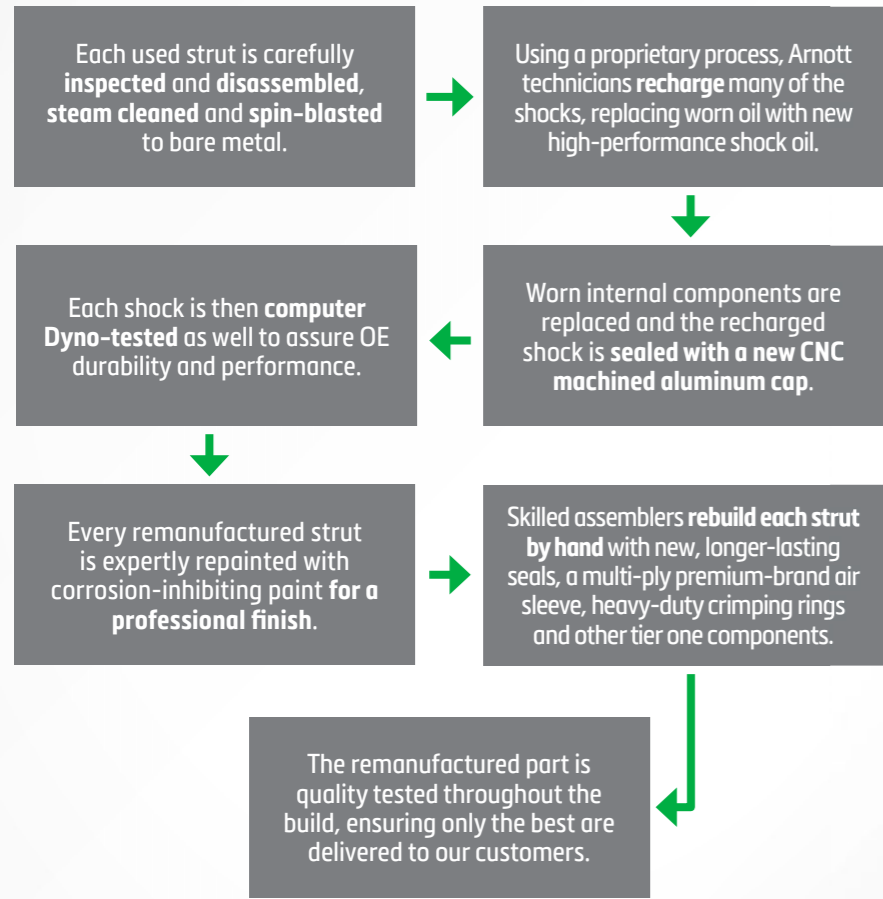 Each used strut is carefully
inspected and disassembled,
steam cleaned and spin-blasted
to bare metal.
Using a proprietary process, Arnott
technicians recharge many of the
shocks, replacing worn oil with new
high-performance shock oil.
Worn internal components are
replaced and the recharged
shock is sealed with a new CNC
machined aluminum cap.
Each shock is then computer
Dyno-tested as well to assure OE
durability and performance.
Every remanufactured strut
is expertly repainted with
corrosion-inhibiting paint for a
professional finish.
Skilled assemblers rebuild each strut
by hand with new, longer-lasting
seals, a multi-ply premium-brand air
sleeve, heavy-duty crimping rings
and other tier one components.
The remanufactured part is
quality tested throughout the
build, ensuring only the best are
delivered to our customers.